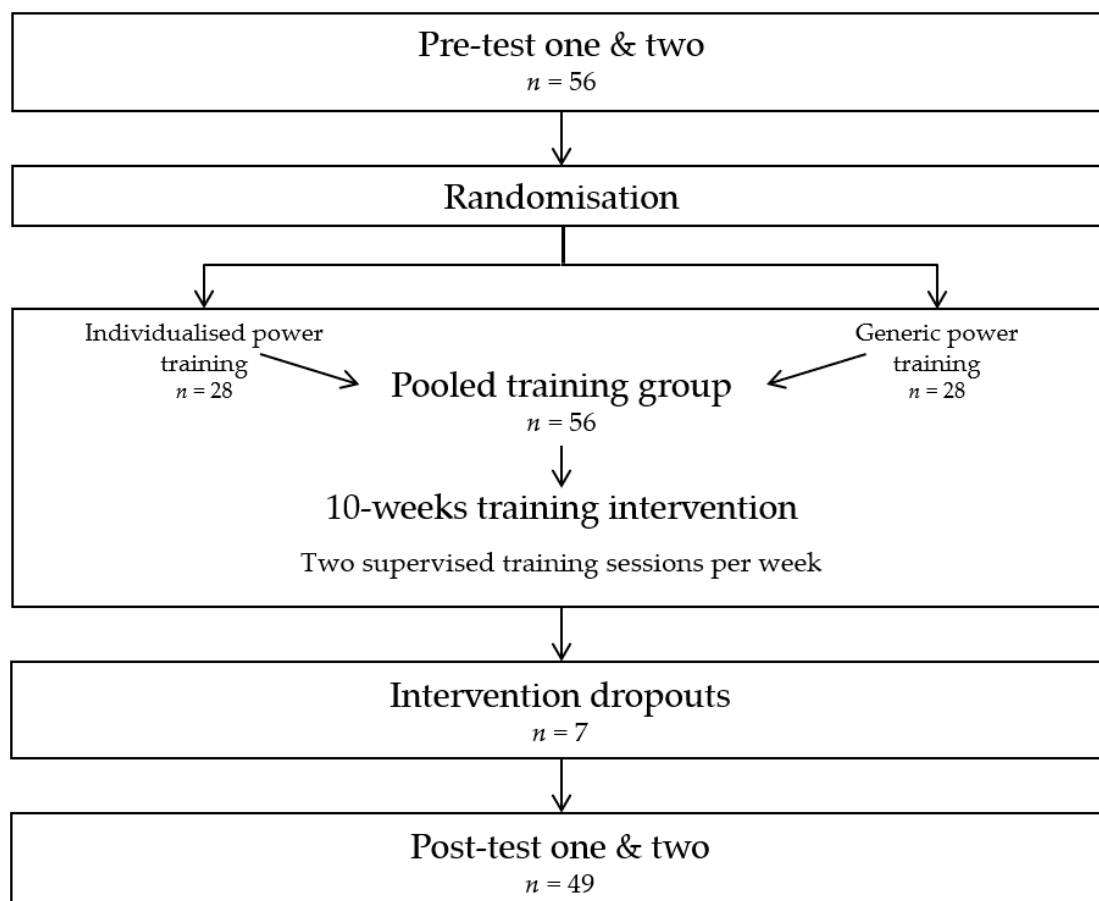 Pre-test one & two
n = 56
Randomisation
Individualised power
training
n = 28
Generic power
training
n = 28
Pooled training group
n = 56
10-weeks training intervention
Two supervised training sessions per week
Intervention dropouts
n = 7
Post-test one & two
n = 49